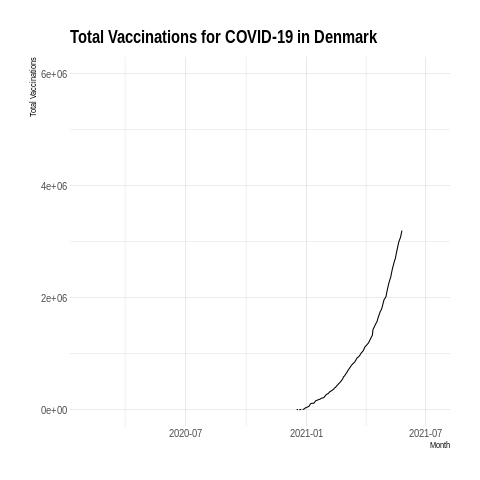 Total Vaccinations for COVID-19 in Denmark
Total Vaccinations
6e+06
4e+06
2e+06
0e+00
2020-07
2021-01
2021-07
Month